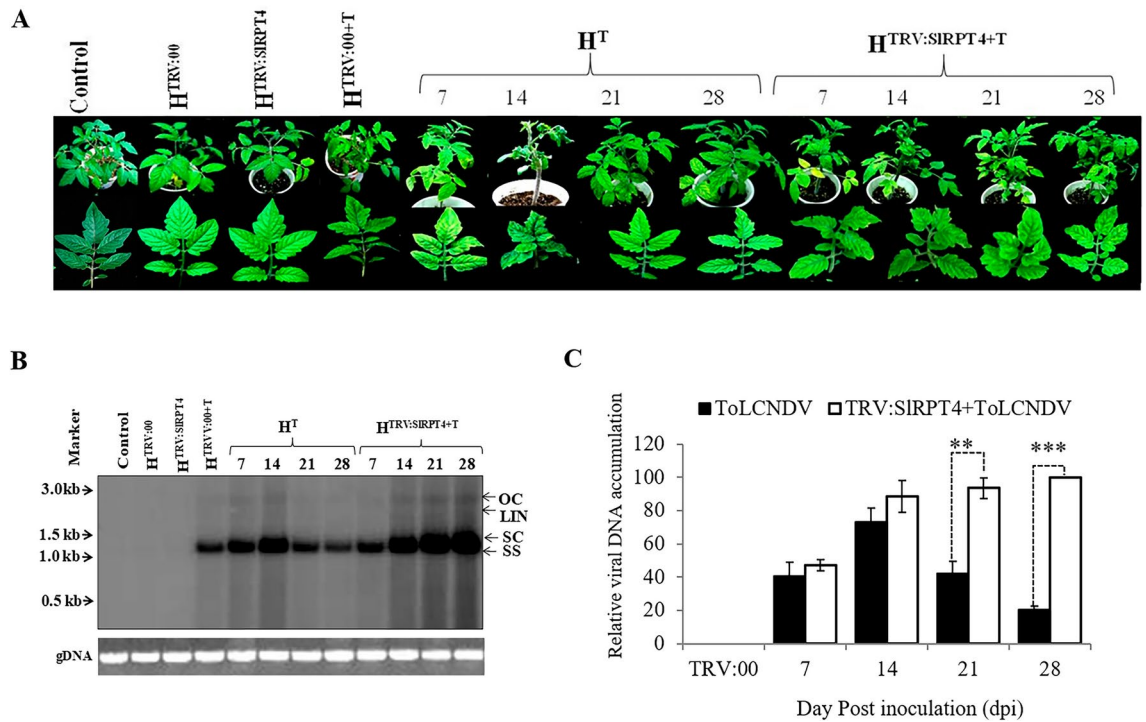 A
Control
H^TRV:00
H^TRV:SlRPT4
H^TRV:00+T
H^T
H^TRV:SlRPT4+T
7 14 21 28 7 14 21 28
B
Marker
Control
H^TRV:00
H^TRV:SlRPT4
H^TRVV:00+T
H^T
H^TRV:SlRPT4+T
7 14 21 28 7 14 21 28
3.0kb
1.5 kb
1.0 kb
0.5 kb
OC
LIN
SC
SS
gDNA
C
ToLCNDV TRV:SlRPT4+ToLCNDV
Relative viral DNA accumulation
120
100
80
60
40
20
0
** ***
TRV:00 7 14 21 28
Day Post inoculation (dpi)